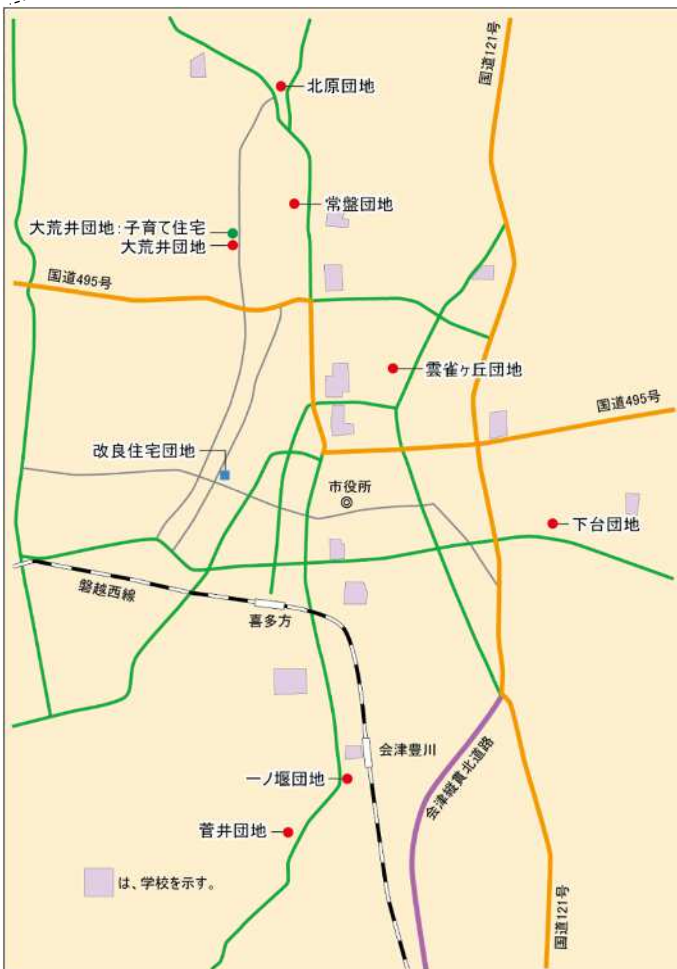 国道121号
北原団地
常盤団地
大荒井団地：子育て住宅
大荒井団地
国道495号
雲雀ヶ丘団地
国道495号
改良住宅団地
市役所
下台団地
磐越西線
喜多方
会津豊川
会津縦貫北道路
一ノ堰団地
菅井団地
は、学校を示す。
国道121号